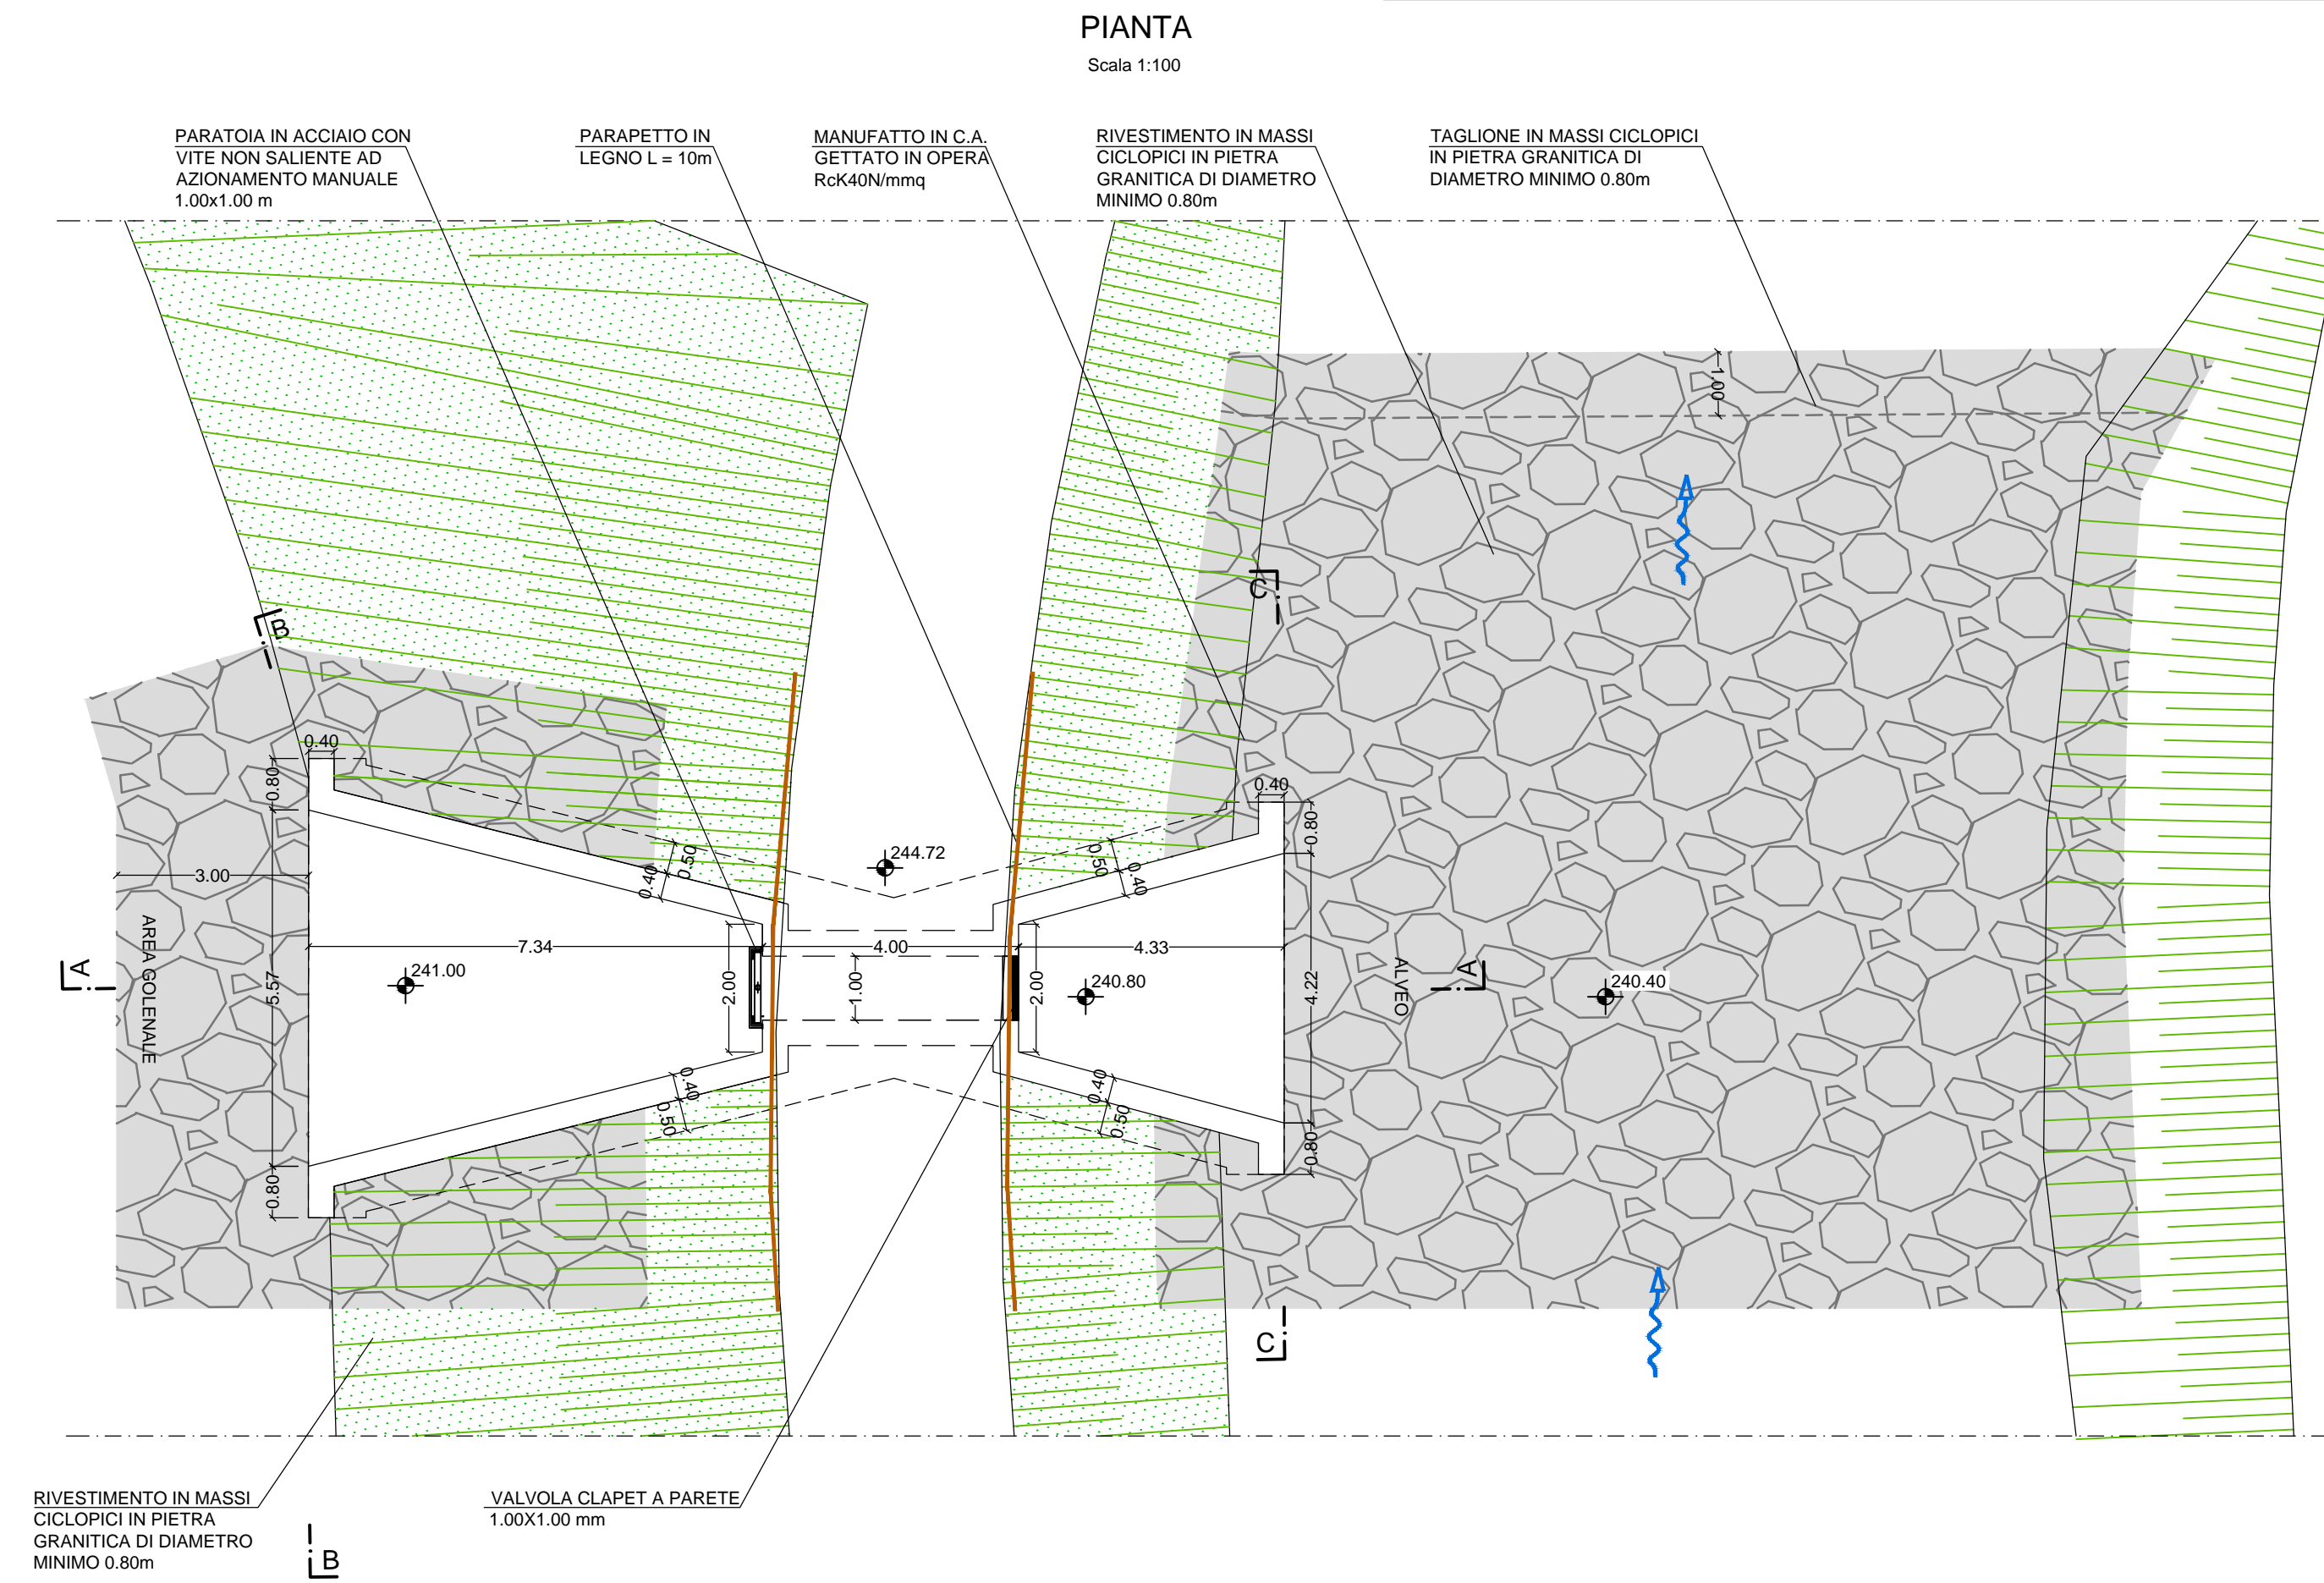 PIANTA
Scala 1:100
PARATOIA IN ACCIAIO CON
VITE NON SALIENTE AD
AZIONAMENTO MANUALE
1.00x1.00 m
PARAPETTO IN
LEGNO L = 10m
MANUFATTO IN C.A.
GETTATO IN OPERA
RcK40N/mmq
RIVESTIMENTO IN MASSI
CICLOPICI IN PIETRA
GRANITICA DI DIAMETRO
MINIMO 0.80m
TAGLIONE IN MASSI CICLOPICI
IN PIETRA GRANITICA DI
DIAMETRO MINIMO 0.80m
1.00
C
B
0.40
0.80
0.40
0.80
0.50
0.40
0.50
0.40
244.72
3.00
AREA GOLENALE
A
7.34
4.00
4.33
5.57
241.00
2.00
1.00
2.00
240.80
4.22
ALVEO
A
240.40
0.40
0.50
0.40
0.50
0.80
0.80
C
RIVESTIMENTO IN MASSI
CICLOPICI IN PIETRA
GRANITICA DI DIAMETRO
MINIMO 0.80m
VALVOLA CLAPET A PARETE
1.00X1.00 mm
B